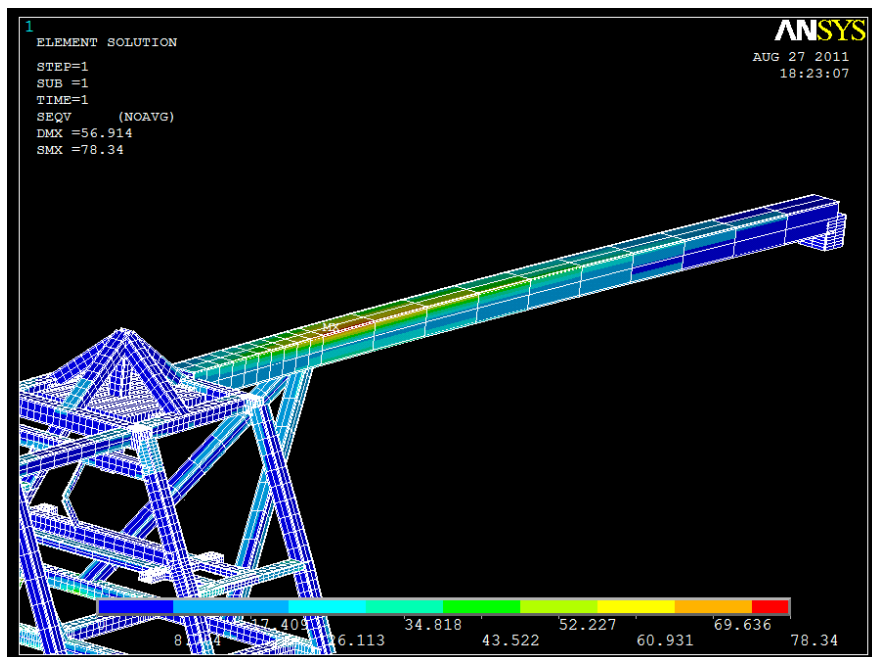 1
ANSYS
ELEMENT SOLUTION
AUG 27 2011
18:23:07
STEP=1
SUB =1
TIME=1
SEQV (NOAVG)
DMX =56.914
SMX =78.34
MX
17.409 34.818 52.227 69.636
26.113 43.522 60.931 78.34